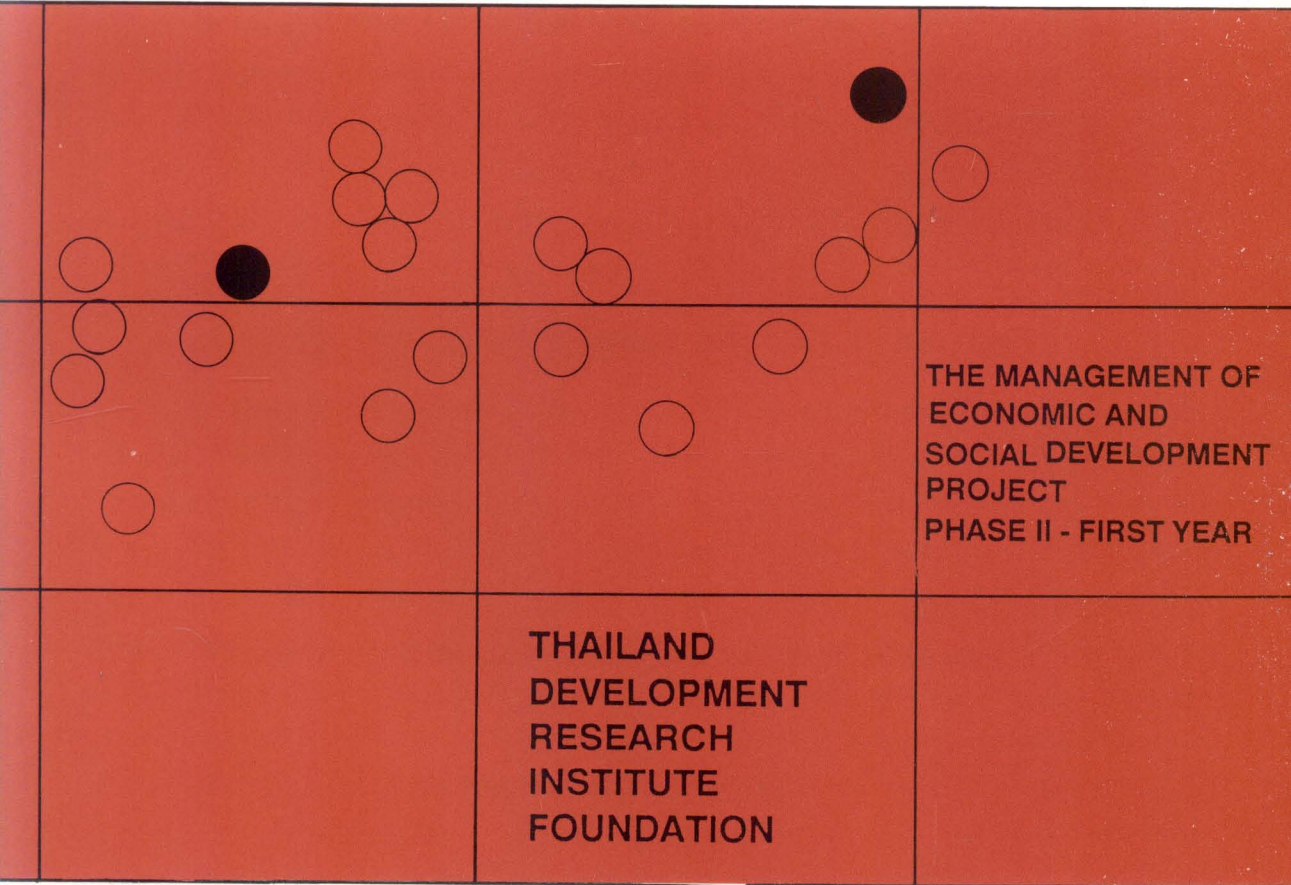 THE MANAGEMENT OF
ECONOMIC AND
SOCIAL DEVELOPMENT
PROJECT
PHASE II - FIRST YEAR
THAILAND
DEVELOPMENT
RESEARCH
INSTITUTE
FOUNDATION